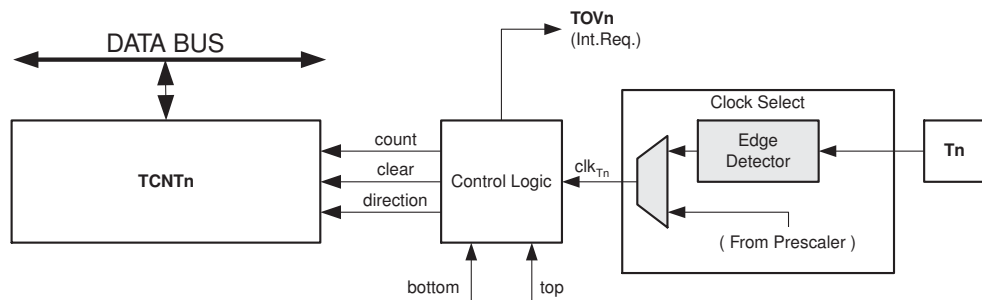 TOVn
(Int.Req.)
DATA BUS
Clock Select
Edge
Detector
Tn
TCNTn
count
clear
direction
Control Logic
clkTn
( From Prescaler )
bottom
top